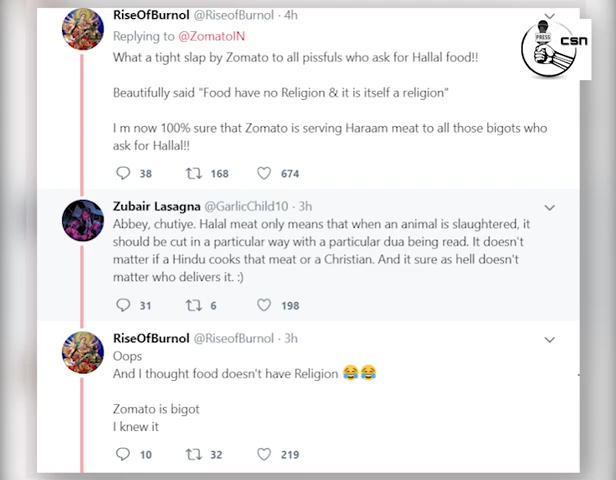 RiseOfBurnol @RiseofBurnol · 4h
Replying to @ZomatoIN
What a tight slap by Zomato to all pissfuls who ask for Hallal food!!
Beautifully said "Food have no Religion & it is itself a religion"
I m now 100% sure that Zomato is serving Haraam meat to all those bigots who
ask for Hallal!!
38 168 674
PRESS
csn
Zubair Lasagna @GarlicChild10 · 3h
Abbey, chutiye. Halal meat only means that when an animal is slaughtered, it
should be cut in a particular way with a particular dua being read. It doesn't
matter if a Hindu cooks that meat or a Christian. And it sure as hell doesn't
matter who delivers it. :)
31 6 198
RiseOfBurnol @RiseofBurnol · 3h
Oops
And I thought food doesn't have Religion 😂😂
Zomato is bigot
I knew it
10 32 219